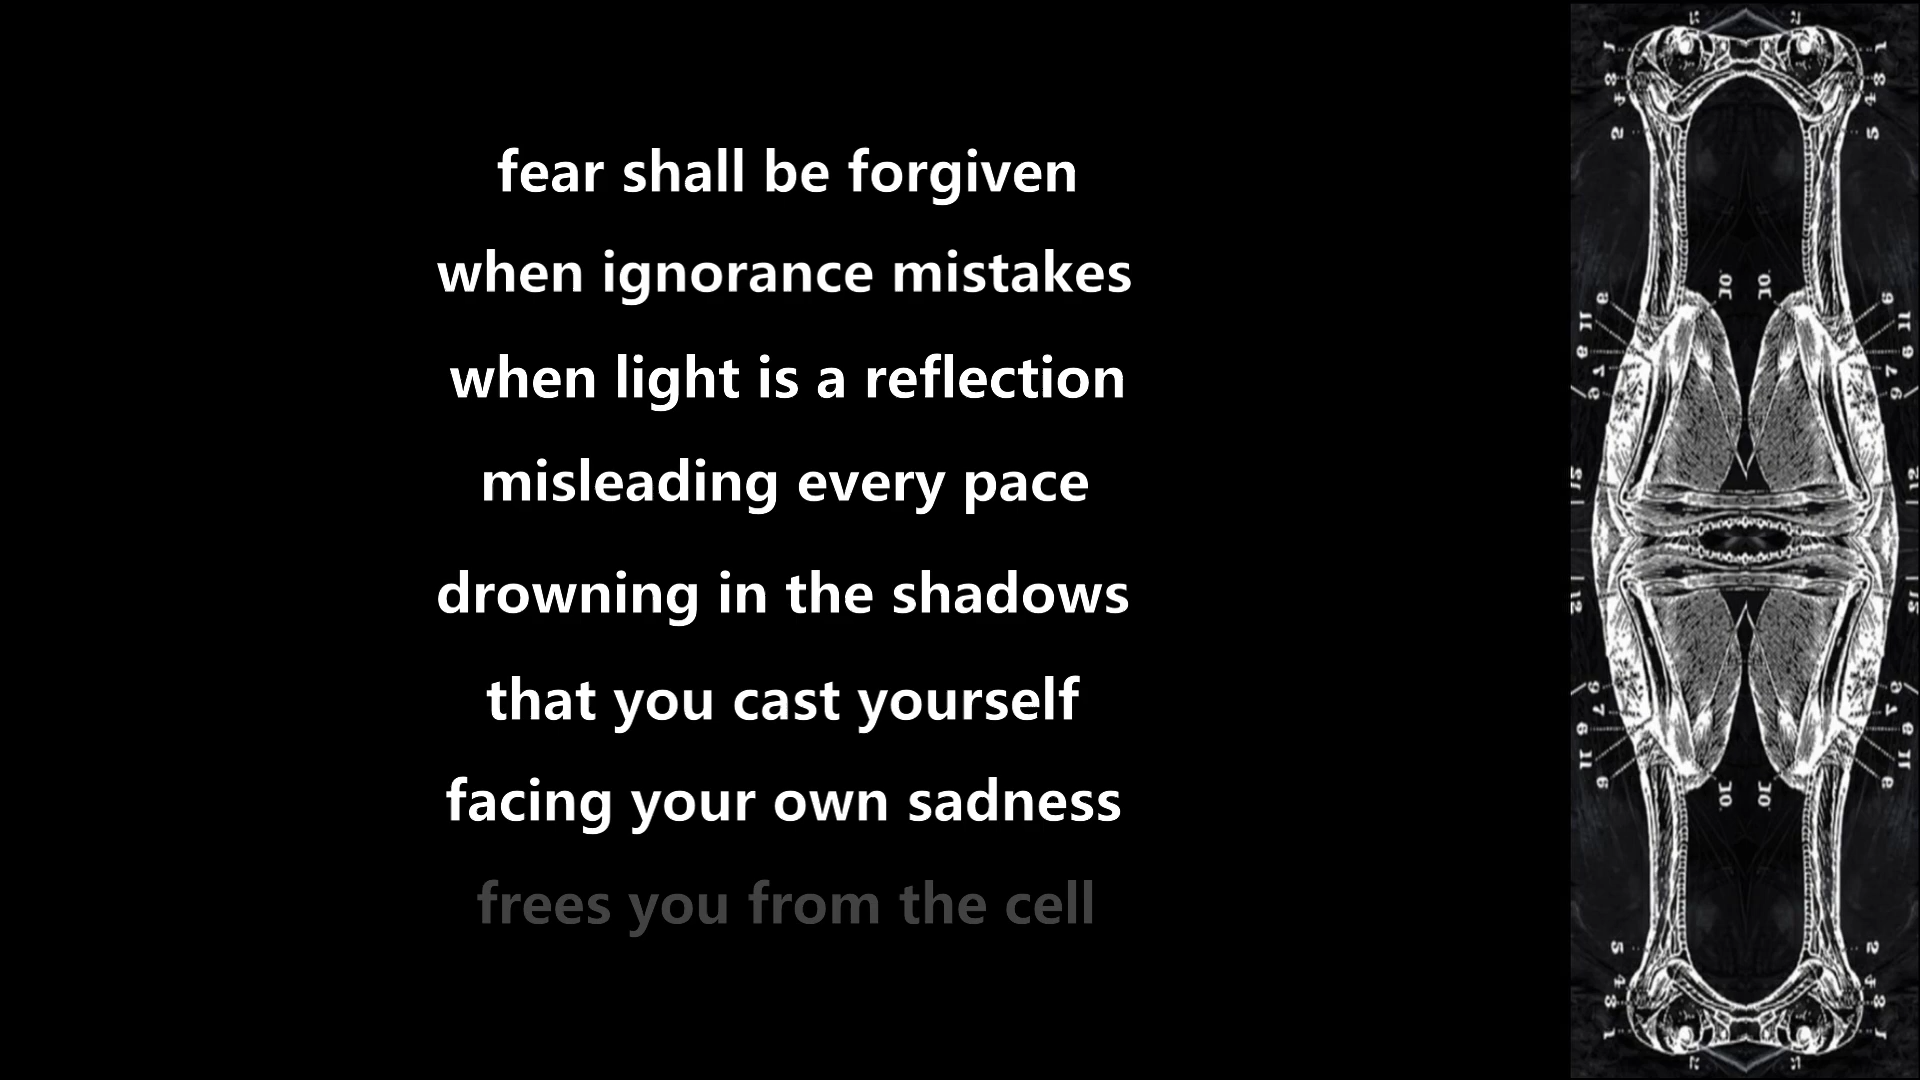 fear shall be forgiven
when ignorance mistakes
when light is a reflection
misleading every pace
drowning in the shadows
that you cast yourself
facing your own sadness
frees you from the cell